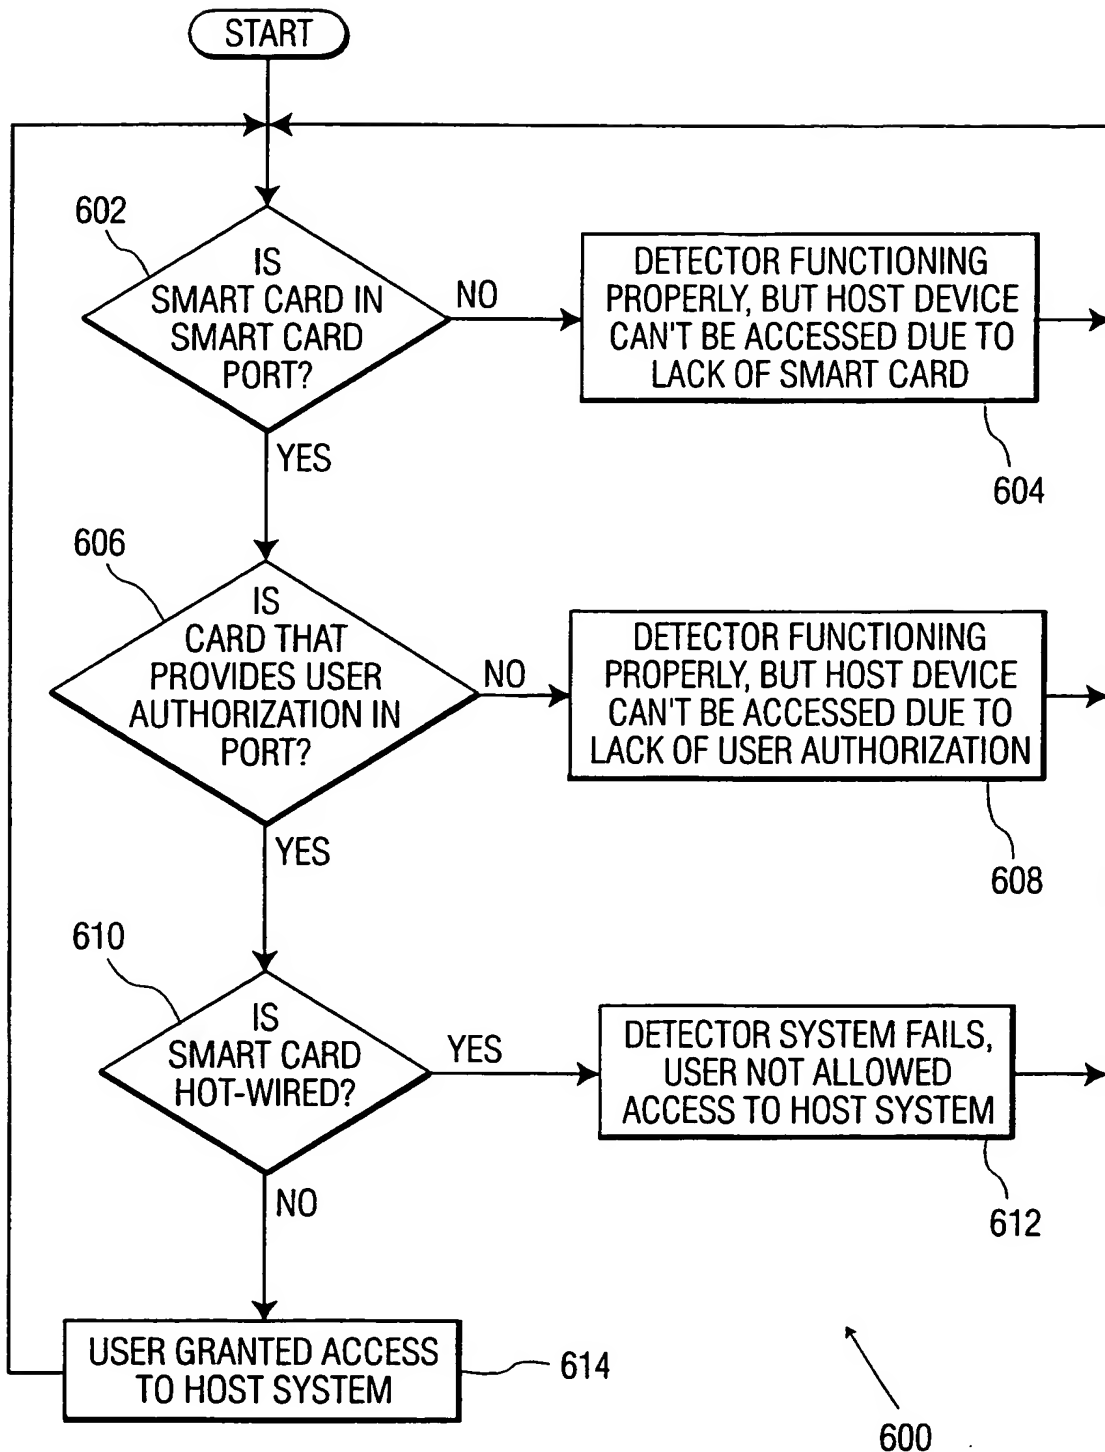 START
602
IS
SMART CARD IN
SMART CARD
PORT?
NO
DETECTOR FUNCTIONING
PROPERLY, BUT HOST DEVICE
CAN'T BE ACCESSED DUE TO
LACK OF SMART CARD
604
YES
606
IS
CARD THAT
PROVIDES USER
AUTHORIZATION IN
PORT?
NO
DETECTOR FUNCTIONING
PROPERLY, BUT HOST DEVICE
CAN'T BE ACCESSED DUE TO
LACK OF USER AUTHORIZATION
608
YES
610
IS
SMART CARD
HOT-WIRED?
YES
DETECTOR SYSTEM FAILS,
USER NOT ALLOWED
ACCESS TO HOST SYSTEM
612
NO
USER GRANTED ACCESS
TO HOST SYSTEM
614
600